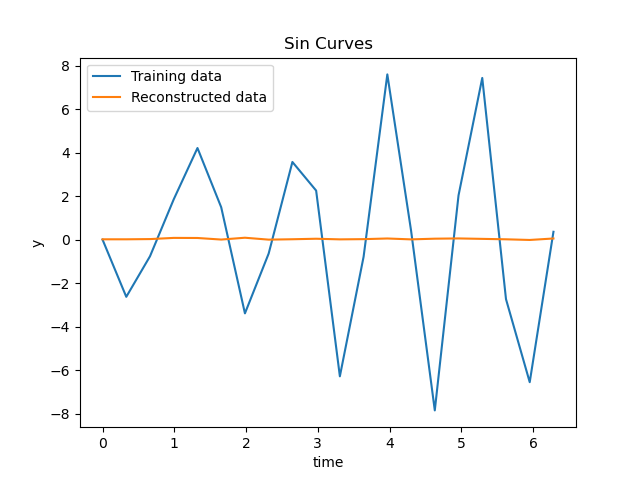 Sin Curves
Training data
Reconstructed data
8
6
4
2
0
−2
−4
−6
−8
y
0 1 2 3 4 5 6
time